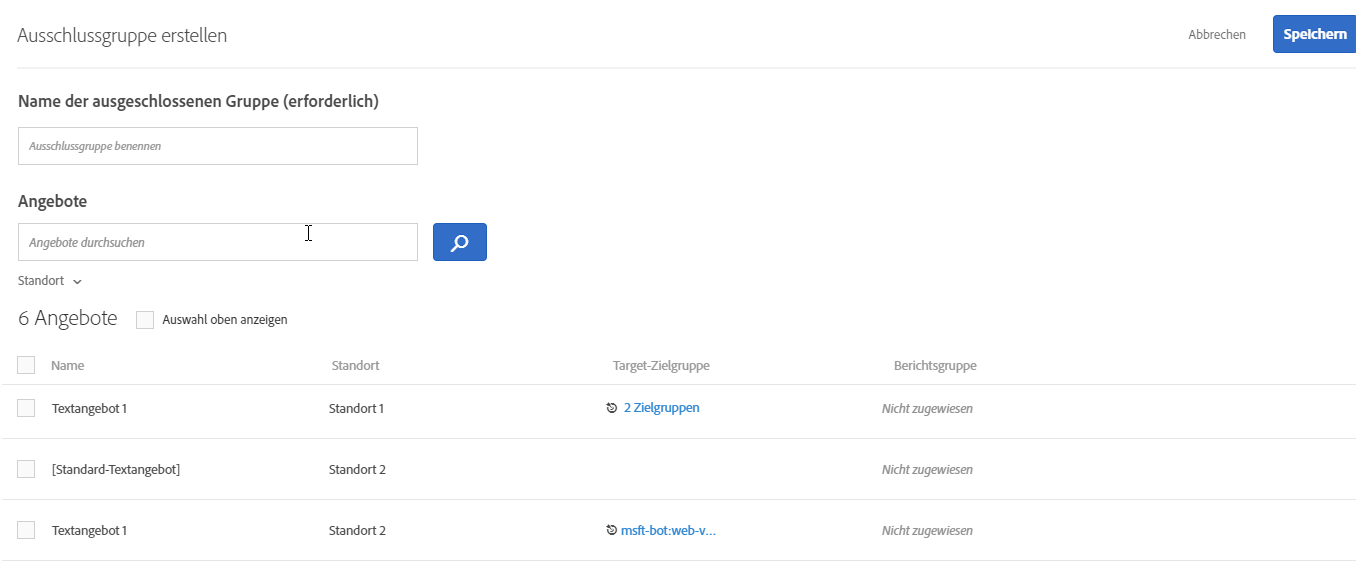 Ausschlussgruppe erstellen
Abbrechen
Speichern
Name der ausgeschlossenen Gruppe (erforderlich)
Ausschlussgruppe benennen
Angebote
Angebote durchsuchen
Standort
6 Angebote
Auswahl oben anzeigen
Name Standort Target-Zielgruppe Berichtsgruppe
Textangebot 1 Standort 1 2 Zielgruppen Nicht zugewiesen
[Standard-Textangebot] Standort 2 Nicht zugewiesen
Textangebot 1 Standort 2 msft-bot:web-v... Nicht zugewiesen